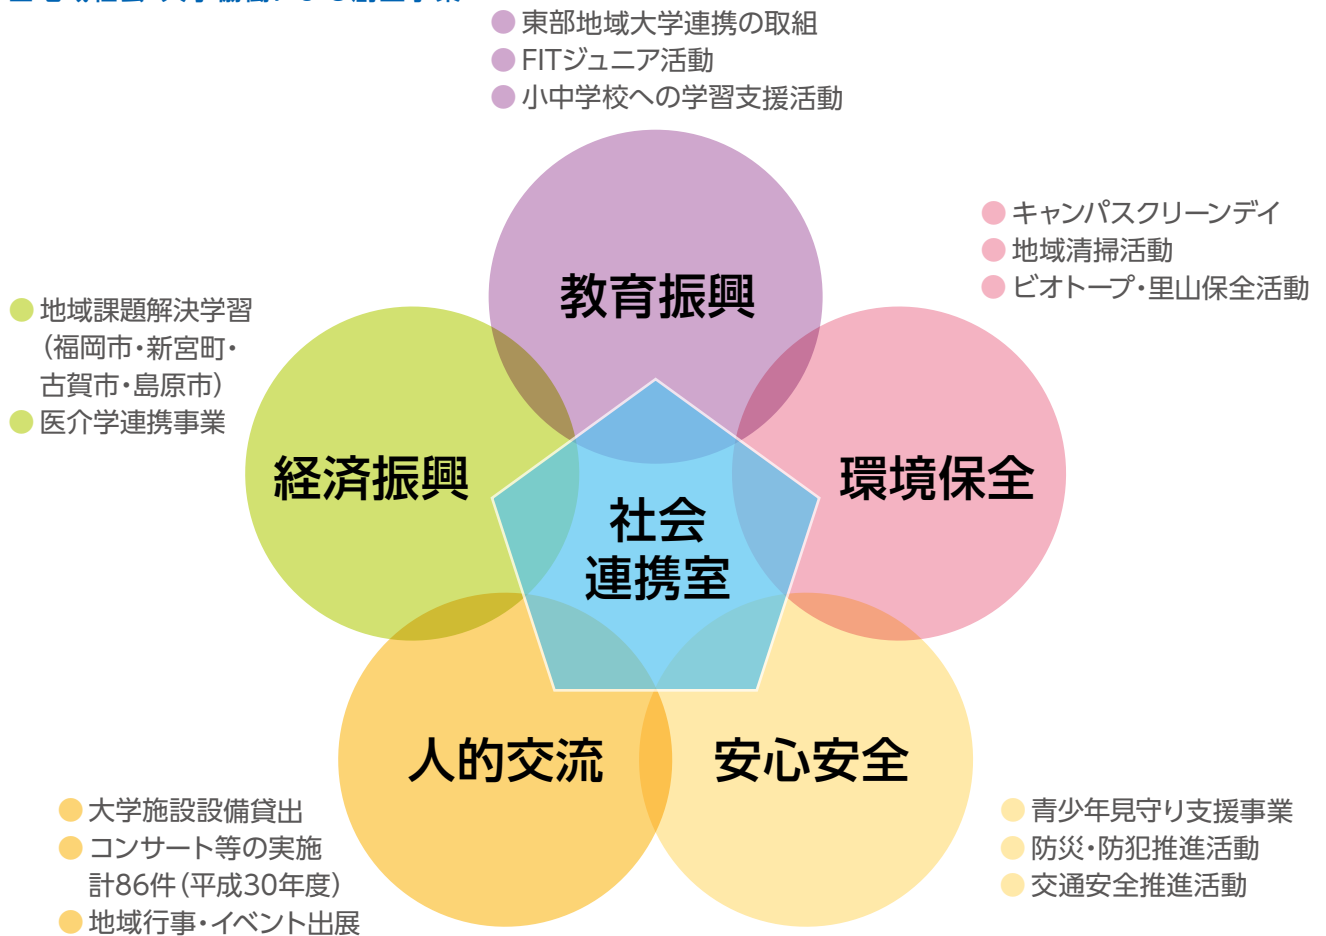 ● 東部地域大学連携の取組
● FITジュニア活動
● 小中学校への学習支援活動
教育振興
● キャンパスクリーンデイ
● 地域清掃活動
● ビオトープ・里山保全活動
環境保全
● 地域課題解決学習
（福岡市・新宮町・
古賀市・島原市）
● 医介学連携事業
経済振興
社会
連携室
人的交流
安心安全
● 大学施設設備貸出
● コンサート等の実施
計86件（平成30年度）
● 地域行事・イベント出展
● 青少年見守り支援事業
● 防災・防犯推進活動
● 交通安全推進活動